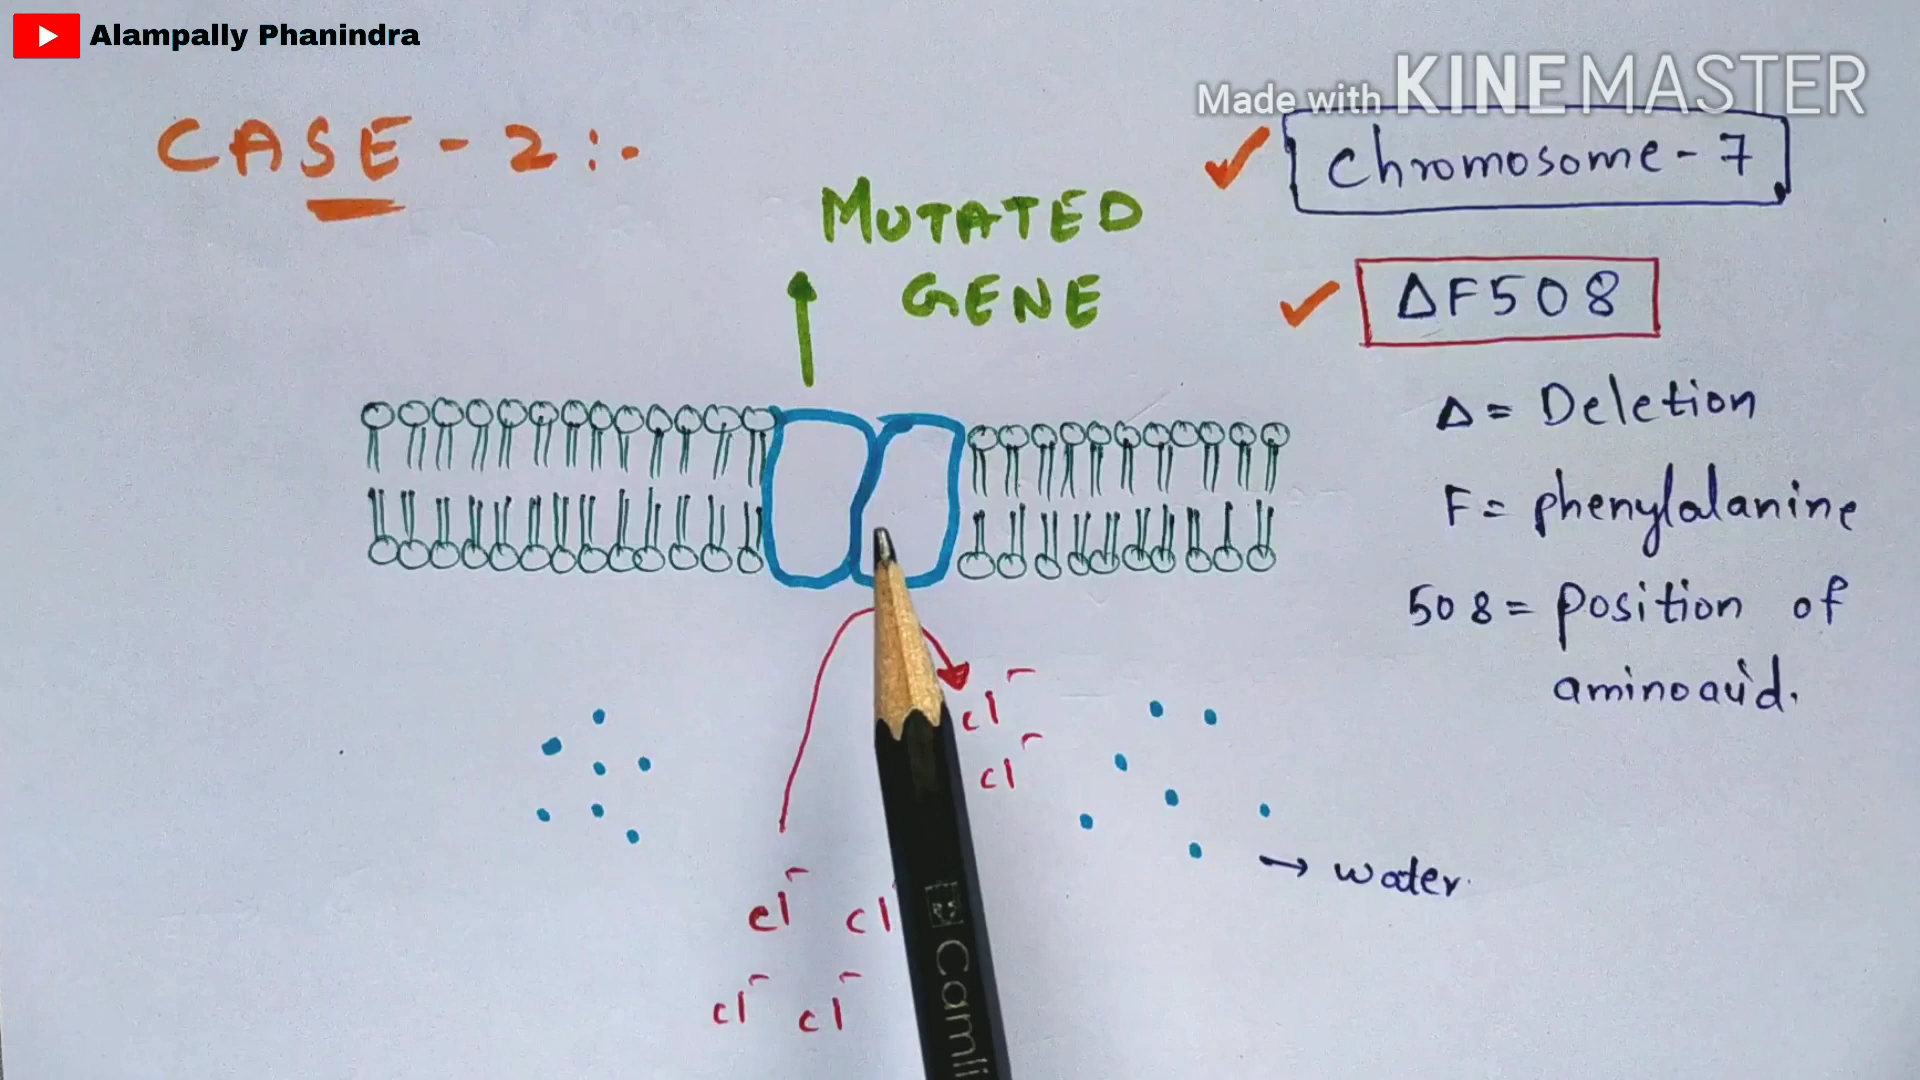 Alampally Phanindra
Made with KINEMASTER
CASE - 2 :-
Chromosome - 7
MUTATED
GENE
ΔF508
Δ = Deletion
F = phenylalanine
508 = position of
aminoacid.
cl⁻
cl⁻
→ water.
cl⁻ cl
cl⁻ cl⁻
Camli